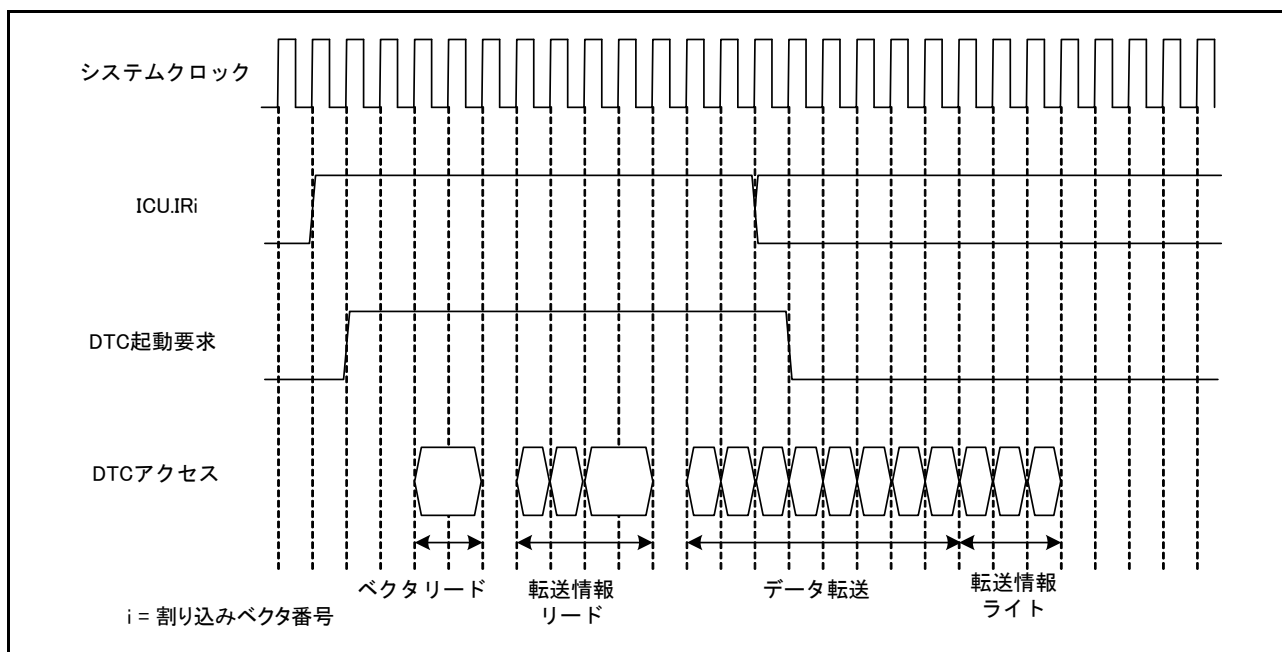 システムクロック
ICU.IRi
DTC起動要求
DTCアクセス
ベクタリード
転送情報
リード
データ転送
転送情報
ライト
i = 割り込みベクタ番号